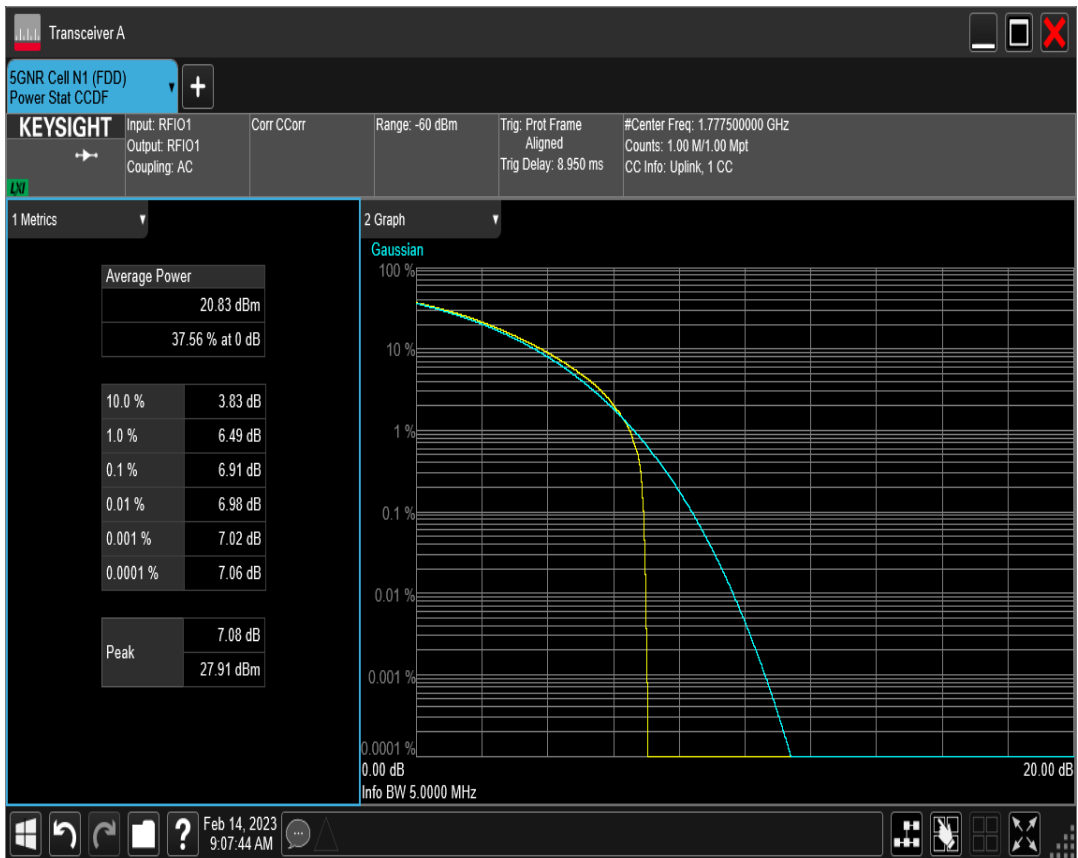 Transceiver A
5GNR Cell N1 (FDD)
Power Stat CCDF
+
KEYSIGHT
LXI
Input: RFIO1
Output: RFIO1
Coupling: AC
Corr CCorr
Range: -60 dBm
Trig: Prot Frame
Aligned
Trig Delay: 8.950 ms
#Center Freq: 1.777500000 GHz
Counts: 1.00 M/1.00 Mpt
CC Info: Uplink, 1 CC
1 Metrics
Average Power
20.83 dBm
37.56 % at 0 dB
10.0 % 3.83 dB
1.0 % 6.49 dB
0.1 % 6.91 dB
0.01 % 6.98 dB
0.001 % 7.02 dB
0.0001 % 7.06 dB
Peak
7.08 dB
27.91 dBm
2 Graph
Gaussian
100 %
10 %
1 %
0.1 %
0.01 %
0.001 %
0.0001 %
0.00 dB 20.00 dB
Info BW 5.0000 MHz
?
Feb 14, 2023
9:07:44 AM